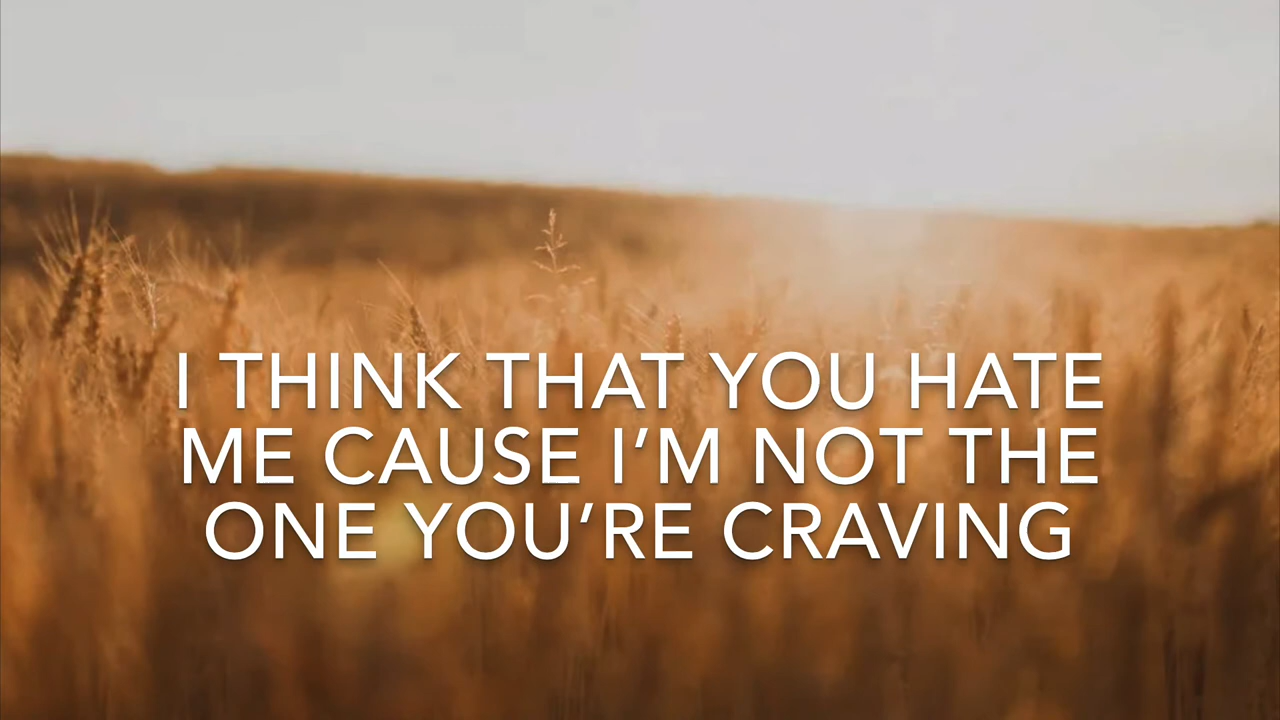 I THINK THAT YOU HATE
ME CAUSE I’M NOT THE
ONE YOU’RE CRAVING